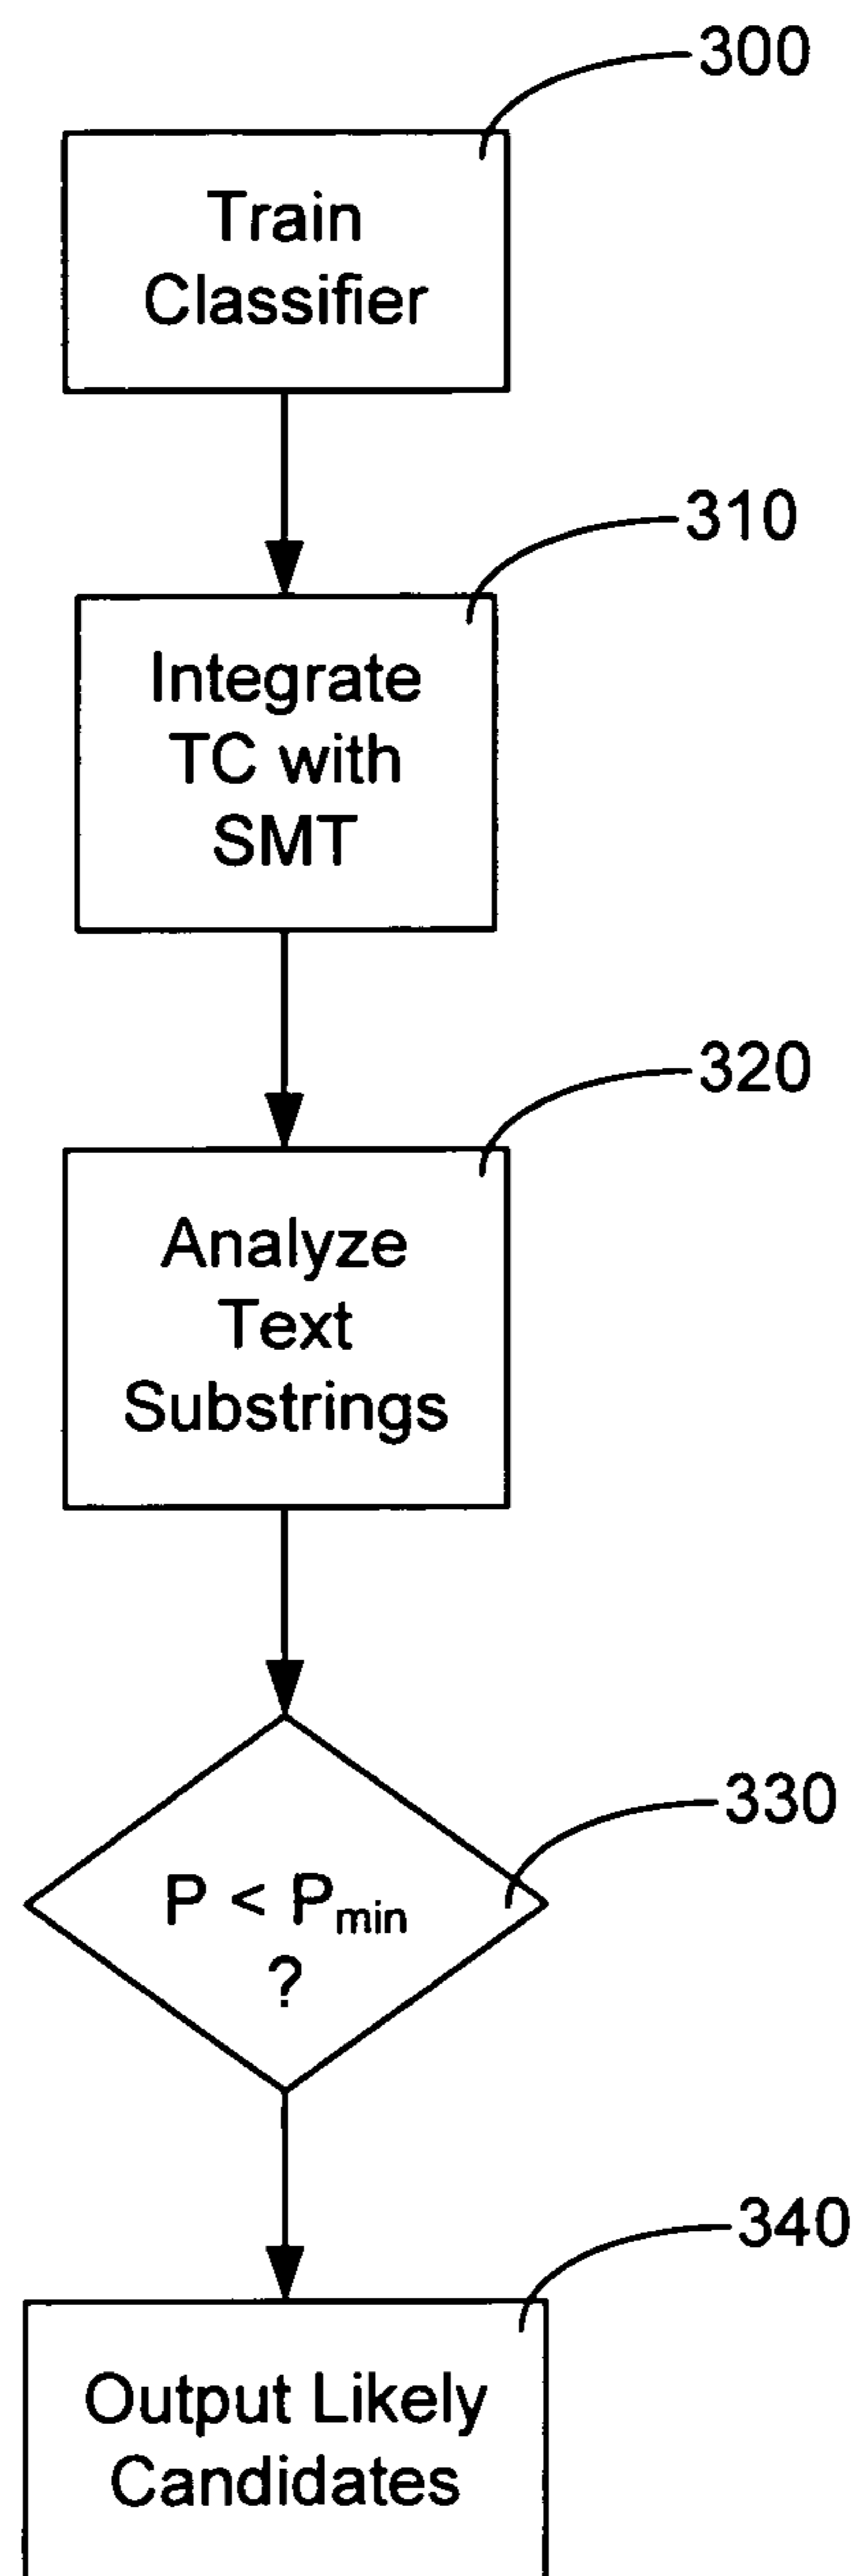 300
Train
Classifier
310
Integrate
TC with
SMT
320
Analyze
Text
Substrings
330
P < Pmin
?
340
Output Likely
Candidates